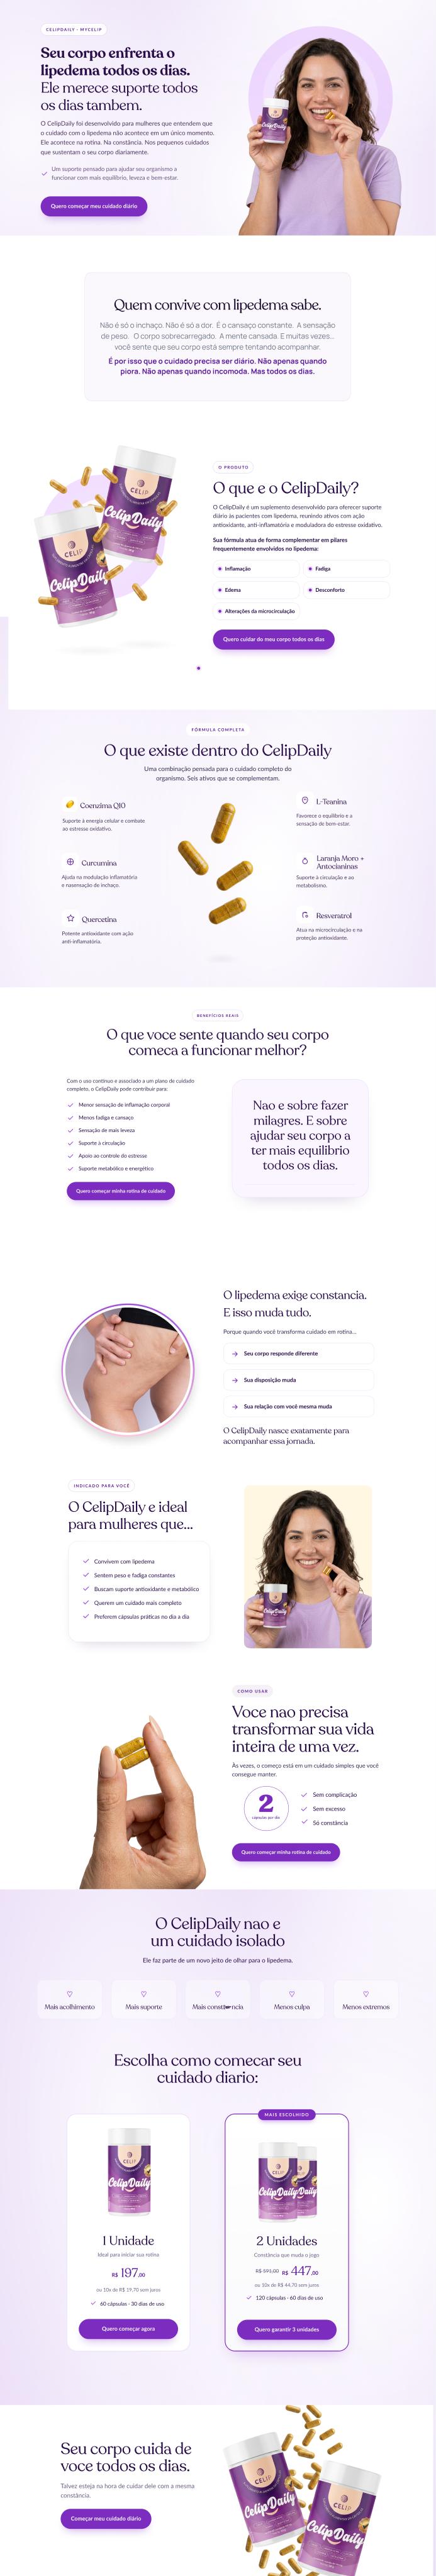 CELIPDAILY · MYCELIP
Seu corpo enfrenta o
lipedema todos os dias.
Ele merece suporte todos
os dias tambem.
O CelipDaily foi desenvolvido para mulheres que entendem que
o cuidado com o lipedema não acontece em um único momento.
Ele acontece na rotina. Na constância. Nos pequenos cuidados
que sustentam o seu corpo diariamente.
Um suporte pensado para ajudar seu organismo a
funcionar com mais equilíbrio, leveza e bem-estar.
Quero começar meu cuidado diário
Quem convive com lipedema sabe.
Não é só o inchaço. Não é só a dor. É o cansaço constante. A sensação
de peso. O corpo sobrecarregado. A mente cansada. E muitas vezes...
você sente que seu corpo está sempre tentando acompanhar.
É por isso que o cuidado precisa ser diário. Não apenas quando
piora. Não apenas quando incomoda. Mas todos os dias.
CELIP
CelipDaily
CELIP
CelipDaily
O PRODUTO
O que e o CelipDaily?
O CelipDaily é um suplemento desenvolvido para oferecer suporte
diário às pacientes com lipedema, reunindo ativos com ação
antioxidante, anti-inflamatória e moduladora do estresse oxidativo.
Sua fórmula atua de forma complementar em pilares
frequentemente envolvidos no lipedema:
Inflamação
Fadiga
Edema
Desconforto
Alterações da microcirculação
Quero cuidar do meu corpo todos os dias
FÓRMULA COMPLETA
O que existe dentro do CelipDaily
Uma combinação pensada para o cuidado completo do
organismo. Seis ativos que se complementam.
Coenzima Q10
Suporte à energia celular e combate
ao estresse oxidativo.
L-Teanina
Favorece o equilíbrio e a
sensação de bem-estar.
Curcumina
Ajuda na modulação inflamatória
e na sensação de inchaço.
Laranja Moro +
Antocianinas
Suporte à circulação e ao
metabolismo.
Quercetina
Potente antioxidante com ação
anti-inflamatória.
Resveratrol
Atua na microcirculação e na
proteção antioxidante.
BENEFÍCIOS REAIS
O que voce sente quando seu corpo
comeca a funcionar melhor?
Com o uso contínuo e associado a um plano de cuidado
completo, o CelipDaily pode contribuir para:
Menor sensação de inflamação corporal
Menos fadiga e cansaço
Sensação de mais leveza
Suporte à circulação
Apoio ao controle do estresse
Suporte metabólico e energético
Quero começar minha rotina de cuidado
Nao e sobre fazer
milagres. E sobre
ajudar seu corpo a
ter mais equilibrio
todos os dias.
O lipedema exige constancia.
E isso muda tudo.
Porque quando você transforma cuidado em rotina...
Seu corpo responde diferente
Sua disposição muda
Sua relação com você mesma muda
O CelipDaily nasce exatamente para
acompanhar essa jornada.
INDICADO PARA VOCÊ
O CelipDaily e ideal
para mulheres que...
Convivem com lipedema
Sentem peso e fadiga constantes
Buscam suporte antioxidante e metabólico
Querem um cuidado mais completo
Preferem cápsulas práticas no dia a dia
COMO USAR
Voce nao precisa
transformar sua vida
inteira de uma vez.
Às vezes, o começo está em um cuidado simples que você
consegue manter.
2
cápsulas por dia
Sem complicação
Sem excesso
Só constância
Quero começar minha rotina de cuidado
O CelipDaily nao e
um cuidado isolado
Ele faz parte de um novo jeito de olhar para o lipedema.
Mais acolhimento
Mais suporte
Mais constância
Menos culpa
Menos extremos
Escolha como comecar seu
cuidado diario:
CELIP
CelipDaily
1 Unidade
Ideal para iniciar sua rotina
R$ 197,00
ou 10x de R$ 19,70 sem juros
60 cápsulas · 30 dias de uso
Quero começar agora
MAIS ESCOLHIDO
CELIP
CelipDaily
2 Unidades
Constância que muda o jogo
R$ 591,00 R$ 447,00
ou 10x de R$ 44,70 sem juros
120 cápsulas · 60 dias de uso
Quero garantir 3 unidades
Seu corpo cuida de
voce todos os dias.
Talvez esteja na hora de cuidar dele com a mesma
constância.
Começar meu cuidado diário
CELIP
CelipDaily
CELIP
CelipDaily